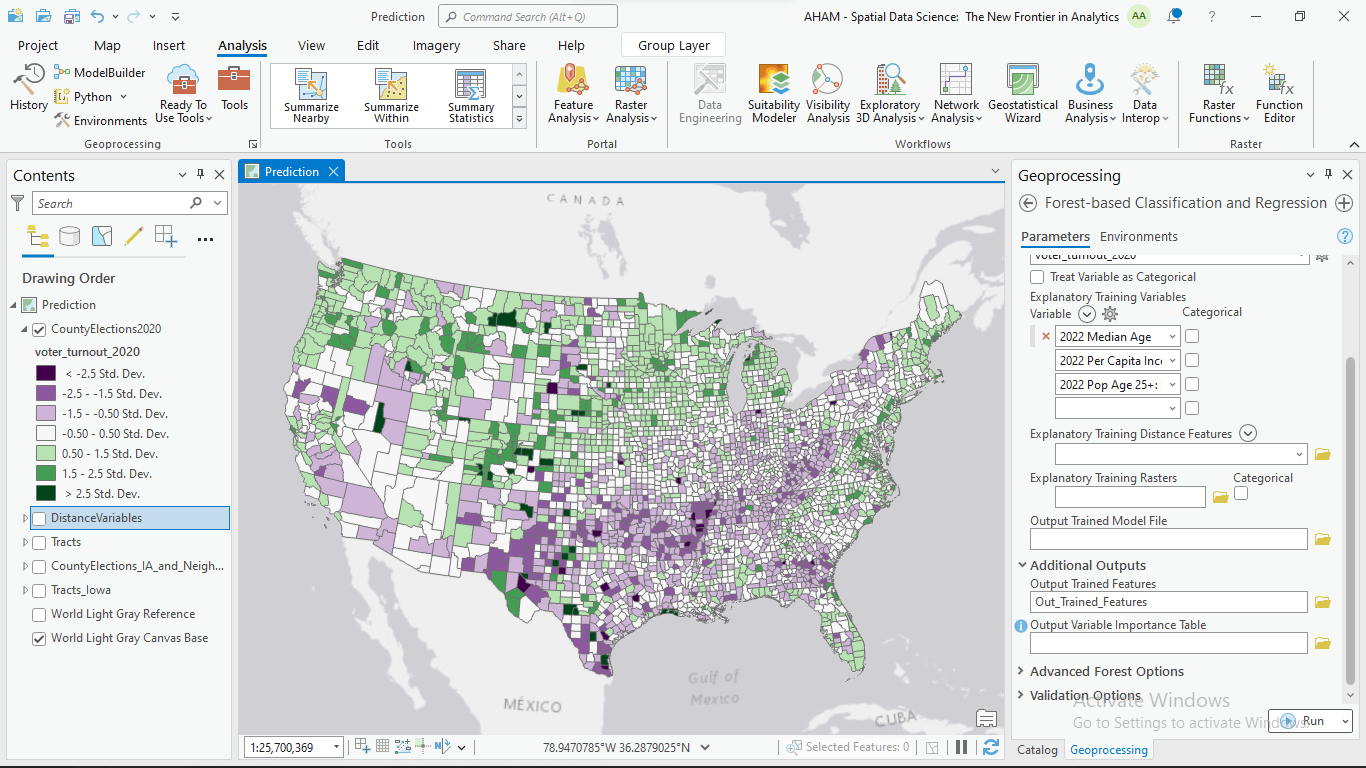 Prediction
Command Search (Alt+Q)
AHAM - Spatial Data Science: The New Frontier in Analytics
AA
Project
Map
Insert
Analysis
View
Edit
Imagery
Share
Help
Group Layer
History
ModelBuilder
Python
Environments
Ready To Use Tools
Tools
Summarize Nearby
Summarize Within
Summary Statistics
Feature Analysis
Raster Analysis
Data Engineering
Suitability Modeler
Visibility Analysis
Exploratory 3D Analysis
Network Analysis
Geostatistical Wizard
Business Analysis
Data Interop
Raster Functions
Function Editor
Geoprocessing
Tools
Portal
Workflows
Raster
Contents
Search
Drawing Order
Prediction
CountyElections2020
voter_turnout_2020
< -2.5 Std. Dev.
-2.5 - -1.5 Std. Dev.
-1.5 - -0.50 Std. Dev.
-0.50 - 0.50 Std. Dev.
0.50 - 1.5 Std. Dev.
1.5 - 2.5 Std. Dev.
> 2.5 Std. Dev.
DistanceVariables
Tracts
CountyElections_IA_and_Neigh...
Tracts_Iowa
World Light Gray Reference
World Light Gray Canvas Base
Prediction
CANADA
Gulf of
Mexico
MÉXICO
CUBA
1:25,700,369
78.9470785°W 36.2879025°N
Selected Features: 0
Geoprocessing
Forest-based Classification and Regression
Parameters
Environments
voter_turnout_2020
Treat Variable as Categorical
Explanatory Training Variables
Variable
Categorical
2022 Median Age
2022 Per Capita Inc
2022 Pop Age 25+:
Explanatory Training Distance Features
Explanatory Training Rasters
Categorical
Output Trained Model File
Additional Outputs
Output Trained Features
Out_Trained_Features
Output Variable Importance Table
Advanced Forest Options
Validation Options
Activate Windows
Go to Settings to activate Windows.
Run
Catalog
Geoprocessing